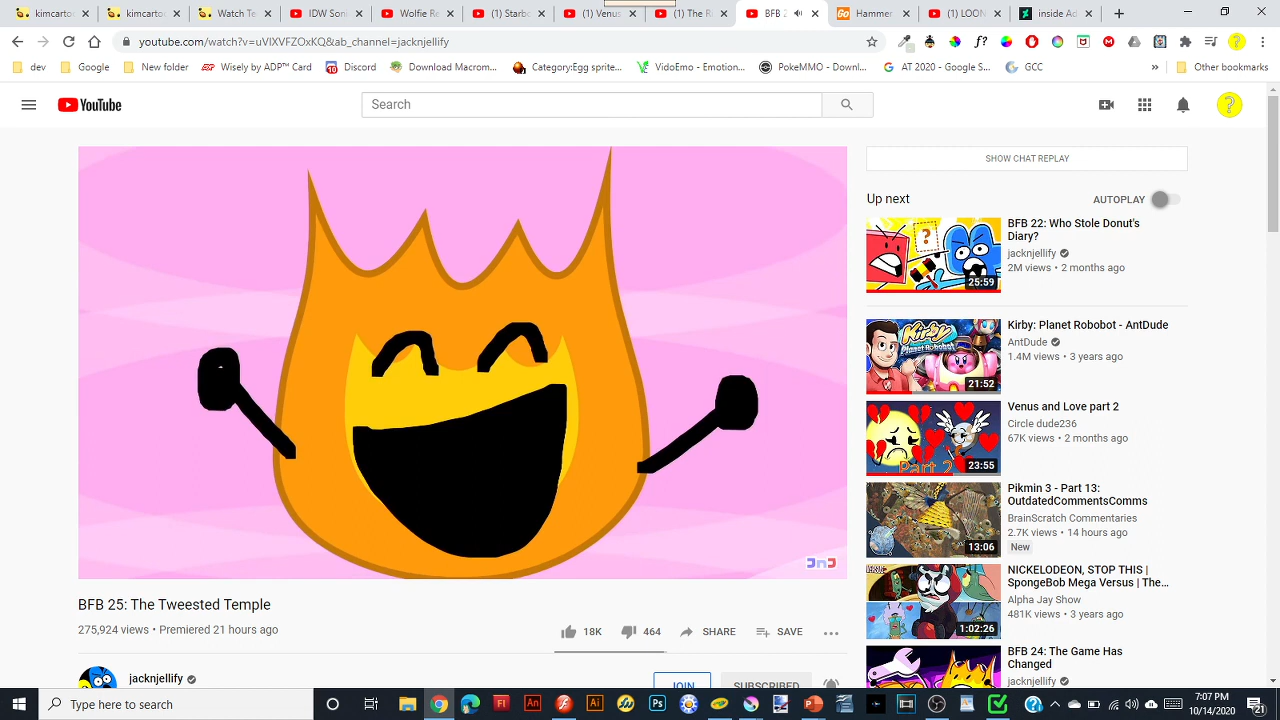 kimcarto
kimcarto
Watch Te
IDW Son
Wolfie Re
(1) Starb
(1) Venus
(1) The R
BFB 2
Hammer
(1) LOON
Inside Ad
youtube.com/watch?v=uVIXVFZOxKQ&ab_channel=jacknjellify
dev
Google
New folder
Wisely by ADP™ Card
Discord
Download Macrom...
Category:Egg sprite...
VidoEmo - Emotion...
PokeMMO - Downl...
AT 2020 - Google S...
GCC
»
Other bookmarks
YouTube
Search
SHOW CHAT REPLAY
Up next
AUTOPLAY
BFB 22: Who Stole Donut's
Diary?
jacknjellify
2M views • 2 months ago
25:59
Kirby: Planet Robobot - AntDude
AntDude
1.4M views • 3 years ago
Kirby
Planet Robobot
21:52
Venus and Love part 2
Circle dude236
67K views • 2 months ago
Part 2
23:55
Pikmin 3 - Part 13:
OutdatedCommentsComms
BrainScratch Commentaries
2.7K views • 14 hours ago
New
13:06
NICKELODEON, STOP THIS |
SpongeBob Mega Versus | The...
Alpha Jay Show
481K views • 3 years ago
1:02:26
BFB 24: The Game Has
Changed
jacknjellify
BFB 25: The Tweested Temple
275,924 views • Premiered 21 hours ago
18K
464
SHARE
SAVE
jacknjellify
JOIN
SUBSCRIBED
Type here to search
7:07 PM
10/14/2020